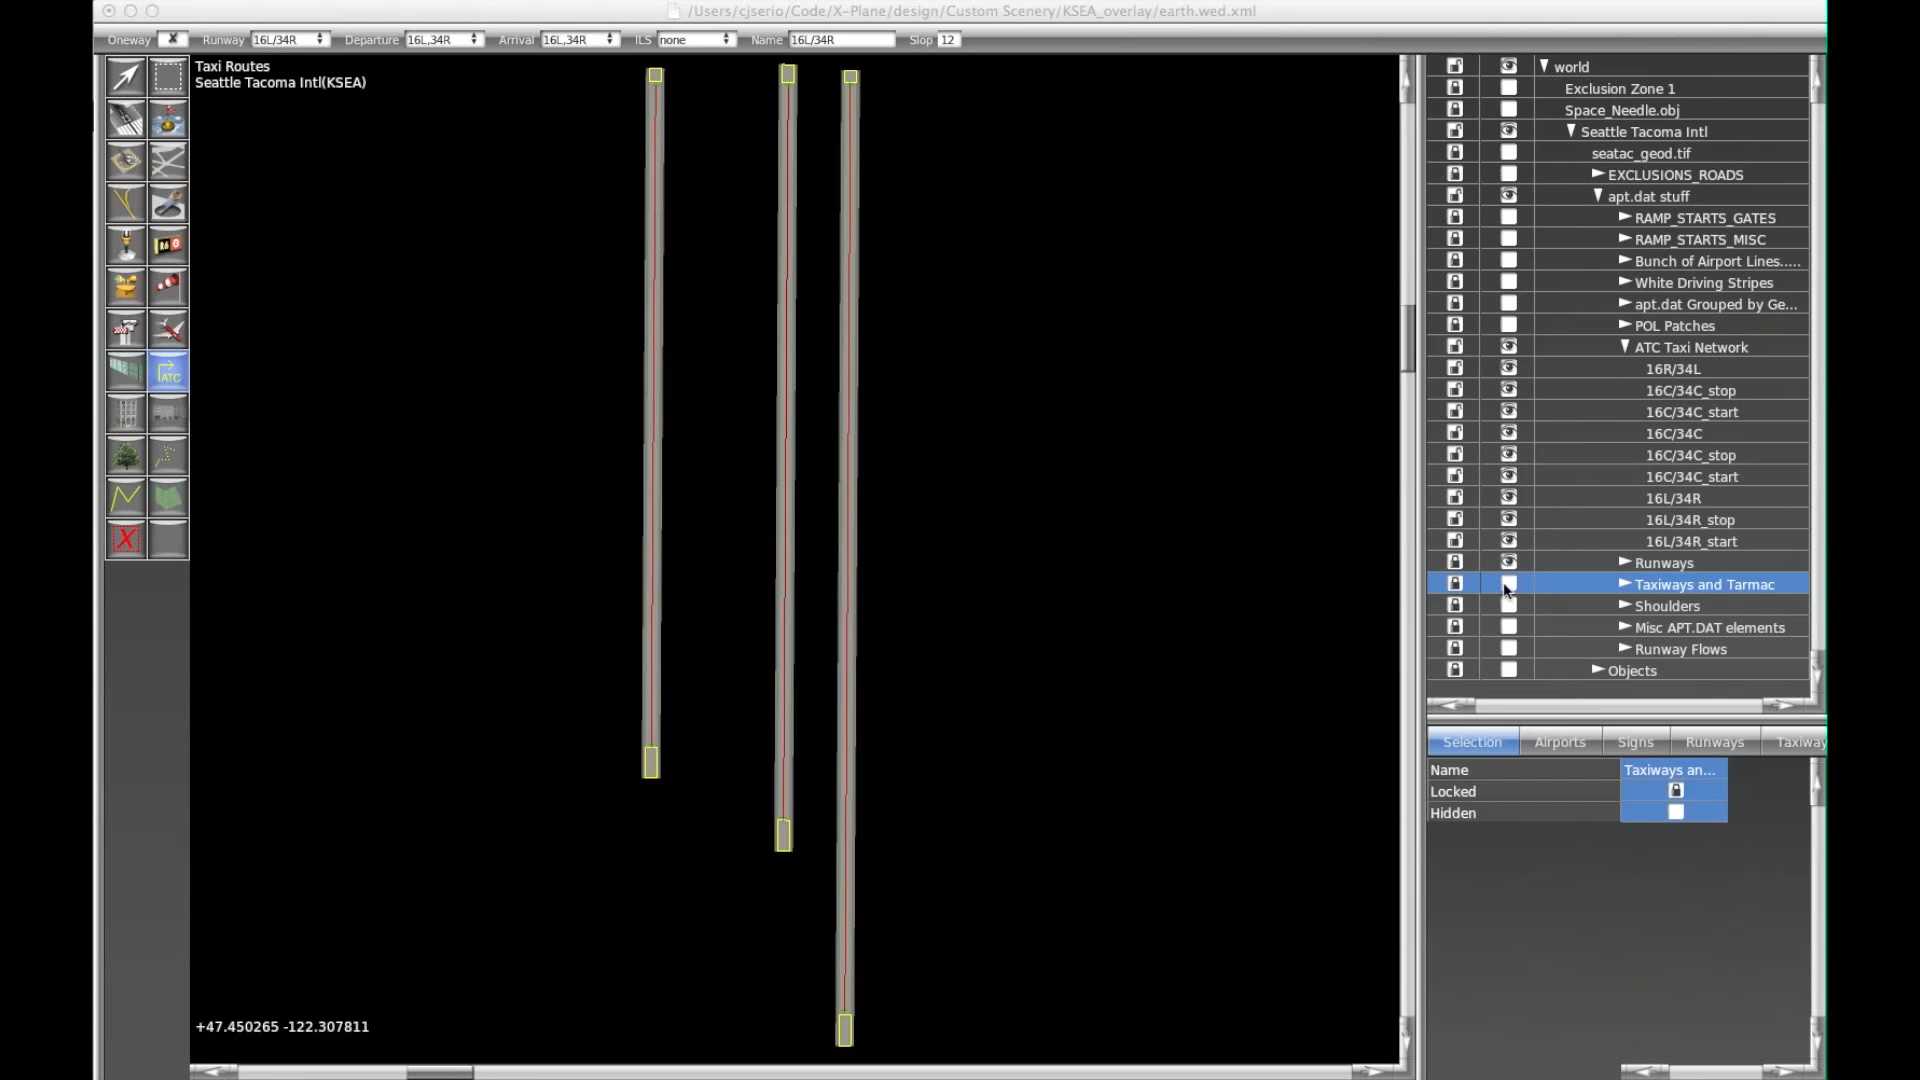 /Users/cjserio/Code/X-Plane/design/Custom Scenery/KSEA_overlay/earth.wed.xml
Oneway X Runway 16L/34R Departure 16L,34R Arrival 16L,34R ILS none Name 16L/34R Slop 12
Taxi Routes
Seattle Tacoma Intl(KSEA)
ATC
+47.450265 -122.307811
world
Exclusion Zone 1
Space_Needle.obj
Seattle Tacoma Intl
seatac_geod.tif
EXCLUSIONS_ROADS
apt.dat stuff
RAMP_STARTS_GATES
RAMP_STARTS_MISC
Bunch of Airport Lines.....
White Driving Stripes
apt.dat Grouped by Ge...
POL Patches
ATC Taxi Network
16R/34L
16C/34C_stop
16C/34C_start
16C/34C
16C/34C_stop
16C/34C_start
16L/34R
16L/34R_stop
16L/34R_start
Runways
Taxiways and Tarmac
Shoulders
Misc APT.DAT elements
Runway Flows
Objects
Selection Airports Signs Runways Taxiway
Name Taxiways an...
Locked
Hidden